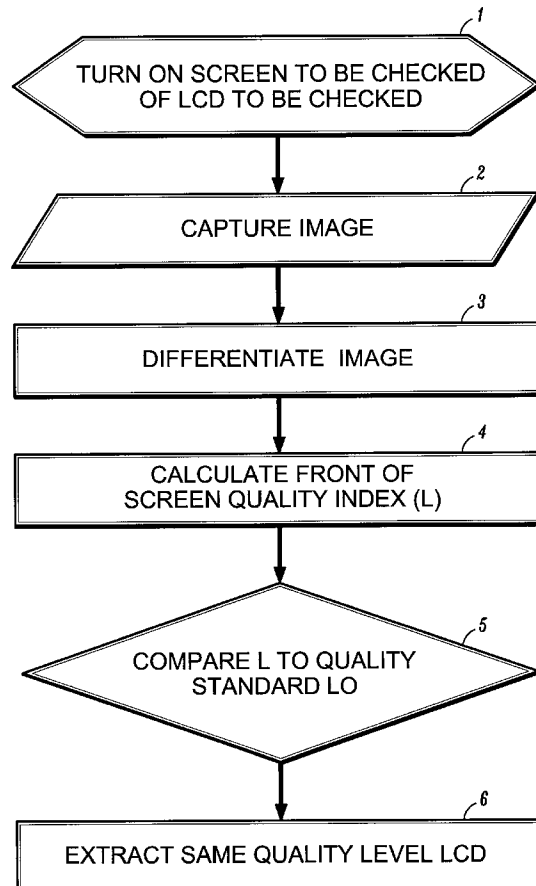 1
TURN ON SCREEN TO BE CHECKED
OF LCD TO BE CHECKED
2
CAPTURE IMAGE
3
DIFFERENTIATE IMAGE
4
CALCULATE FRONT OF
SCREEN QUALITY INDEX (L)
5
COMPARE L TO QUALITY
STANDARD LO
6
EXTRACT SAME QUALITY LEVEL LCD